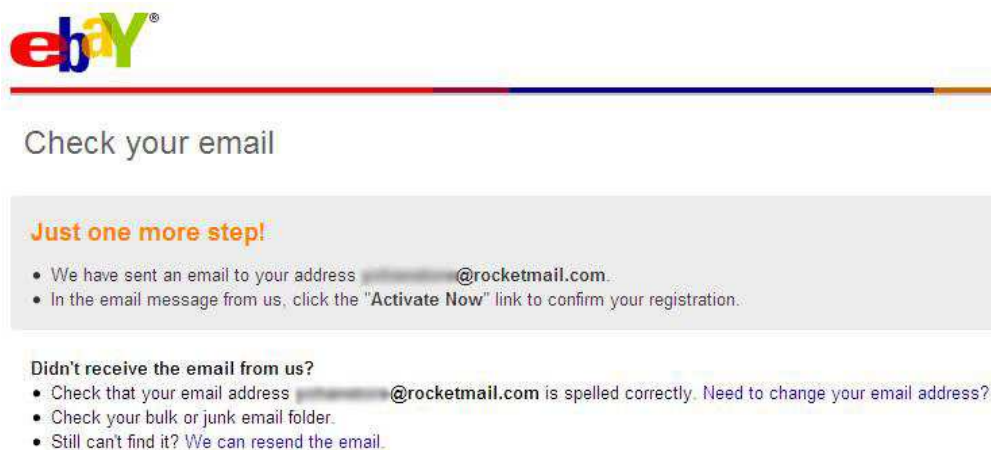 ebaY®
Check your email
Just one more step!
• We have sent an email to your address @rocketmail.com.
• In the email message from us, click the "Activate Now" link to confirm your registration.
Didn't receive the email from us?
• Check that your email address @rocketmail.com is spelled correctly. Need to change your email address?
• Check your bulk or junk email folder.
• Still can't find it? We can resend the email.